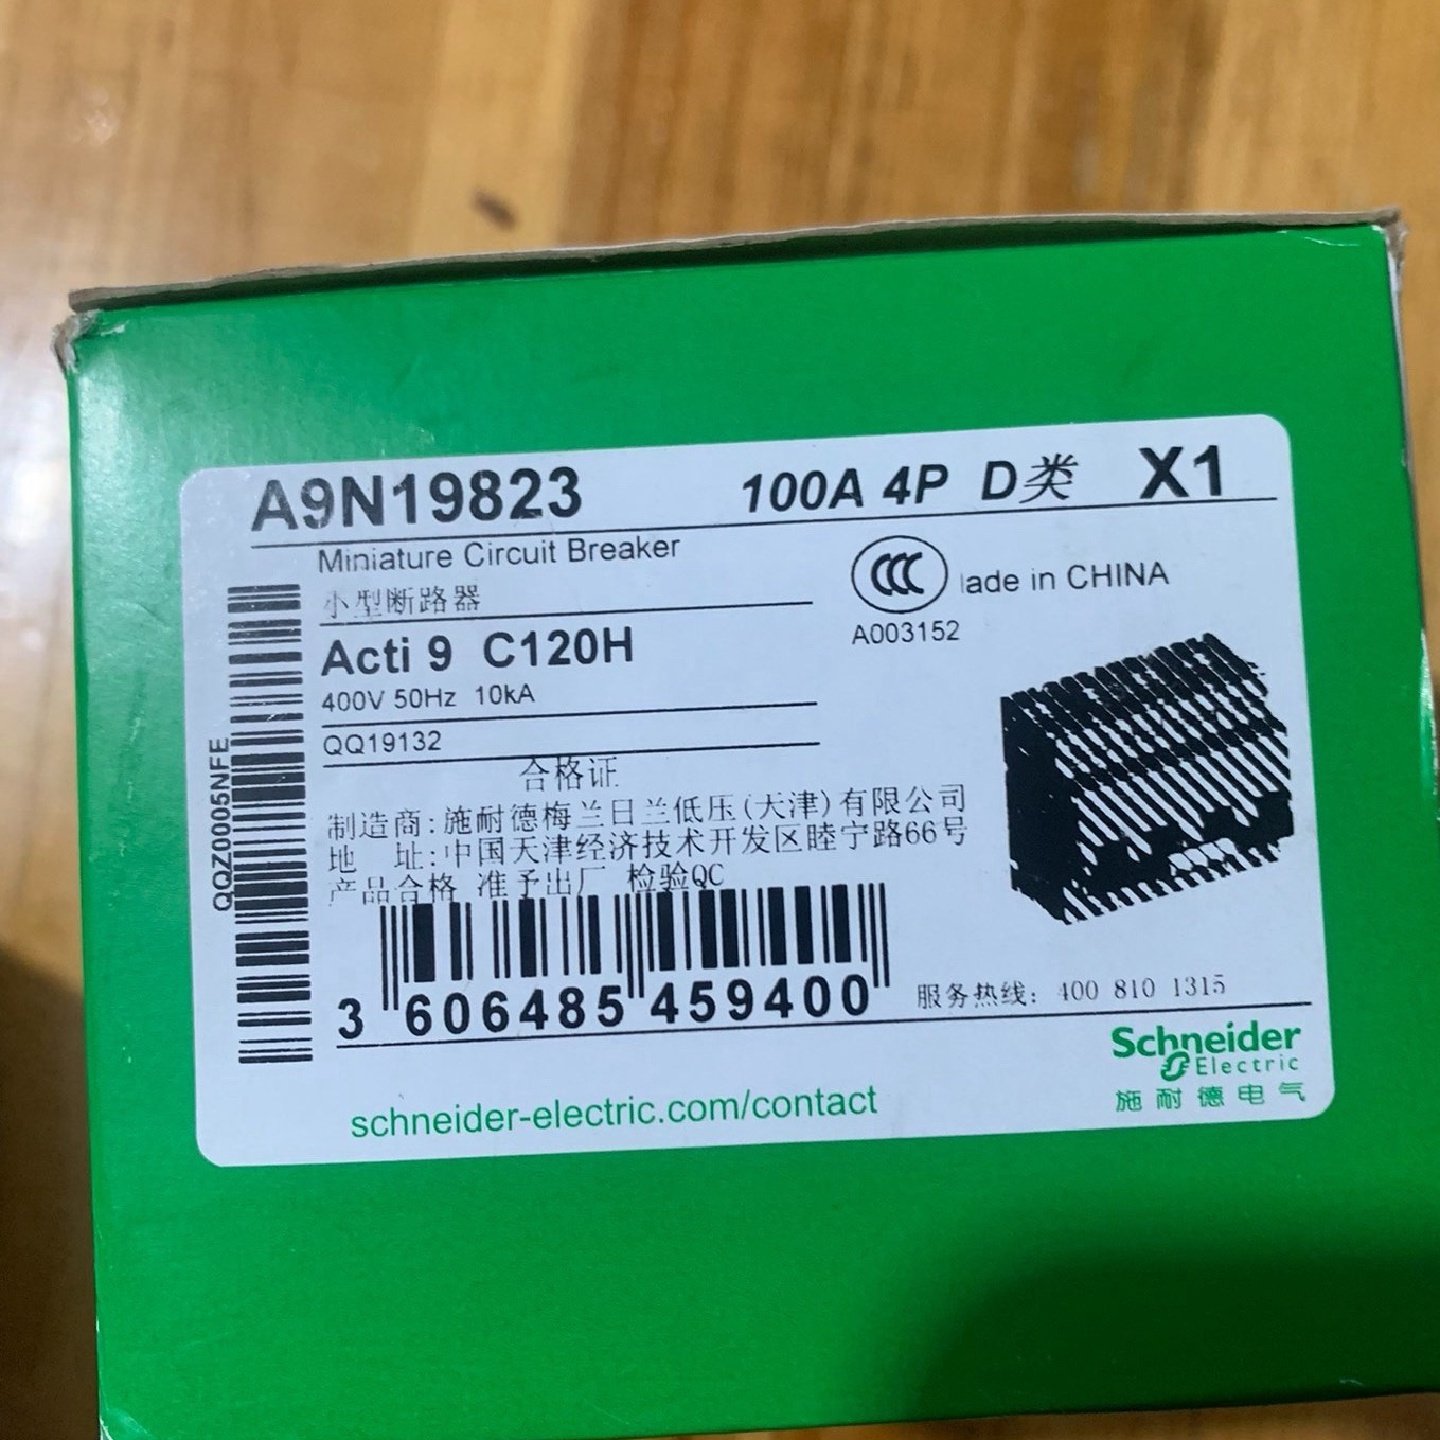 A9N19823 100A 4P D类 X1
Miniature Circuit Breaker
小型断路器
CCC ade in CHINA
A003152
Acti 9 C120H
400V 50Hz 10kA
QQ19132
QQZ0005NFE
合格证
制造商:施耐德梅兰日兰低压(天津)有限公司
地 址:中国天津经济技术开发区睦宁路66号
产品合格 准予出厂 检验QC
3 606485 459400
服务热线: 400 810 1315
Schneider
Electric
施耐德电气
schneider-electric.com/contact